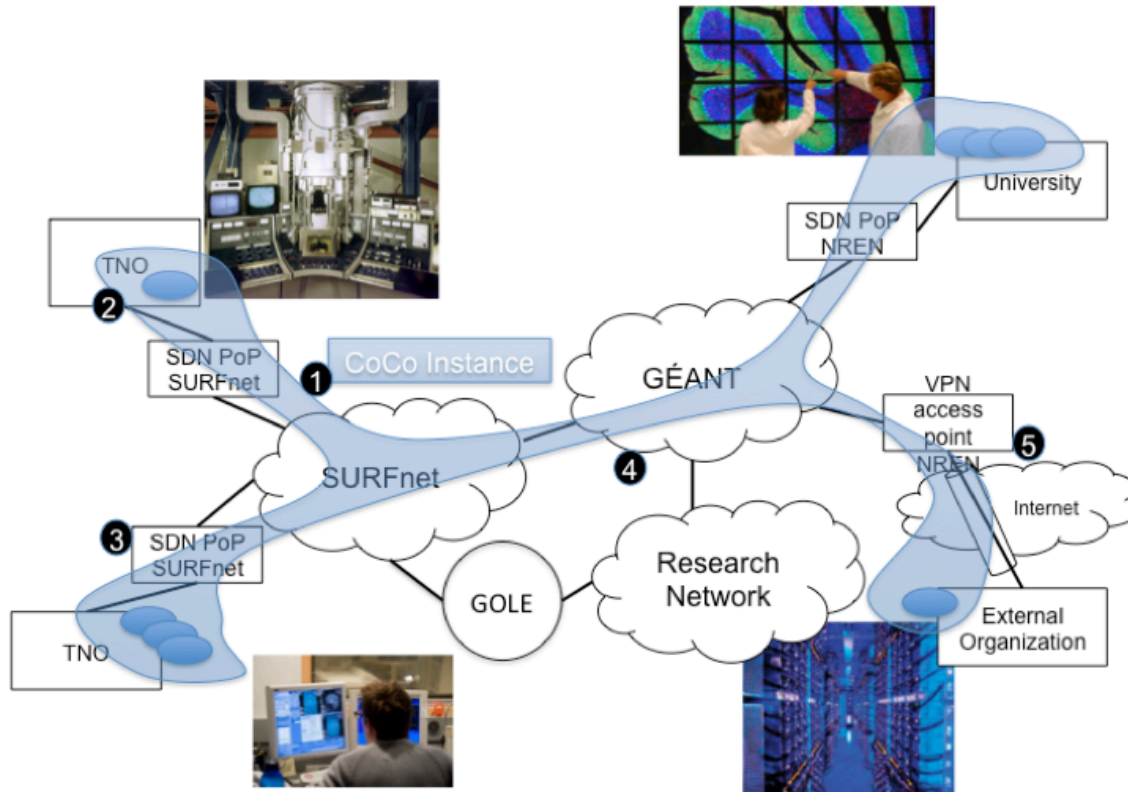 University
SDN PoP
NREN
TNO
2
SDN PoP
SURFnet
1
CoCo Instance
GÉANT
VPN
access
point
NREN
5
4
SURFnet
Internet
3
SDN PoP
SURFnet
GOLE
Research
Network
External
Organization
TNO